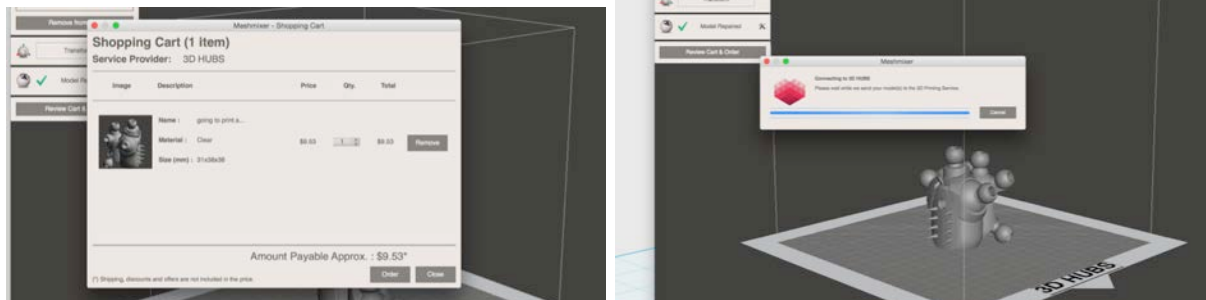 Remove from
Meshmixer - Shopping Cart
Shopping Cart (1 item)
Service Provider: 3D HUBS
Transfo
Model Re
Review Cart &
Image Description Price Qty. Total
Name : going to print a...
Material : Clear $9.53 1 $9.53 Remove
Size (mm) : 31x38x38
Amount Payable Approx. : $9.53*
(*) Shipping, discounts and offers are not included in the price.
Order Close
Transform
Model Repaired
Review Cart & Order
Meshmixer
Connecting to 3D HUBS
Please wait while we send your model(s) to the 3D Printing Service.
Cancel
3D HUBS